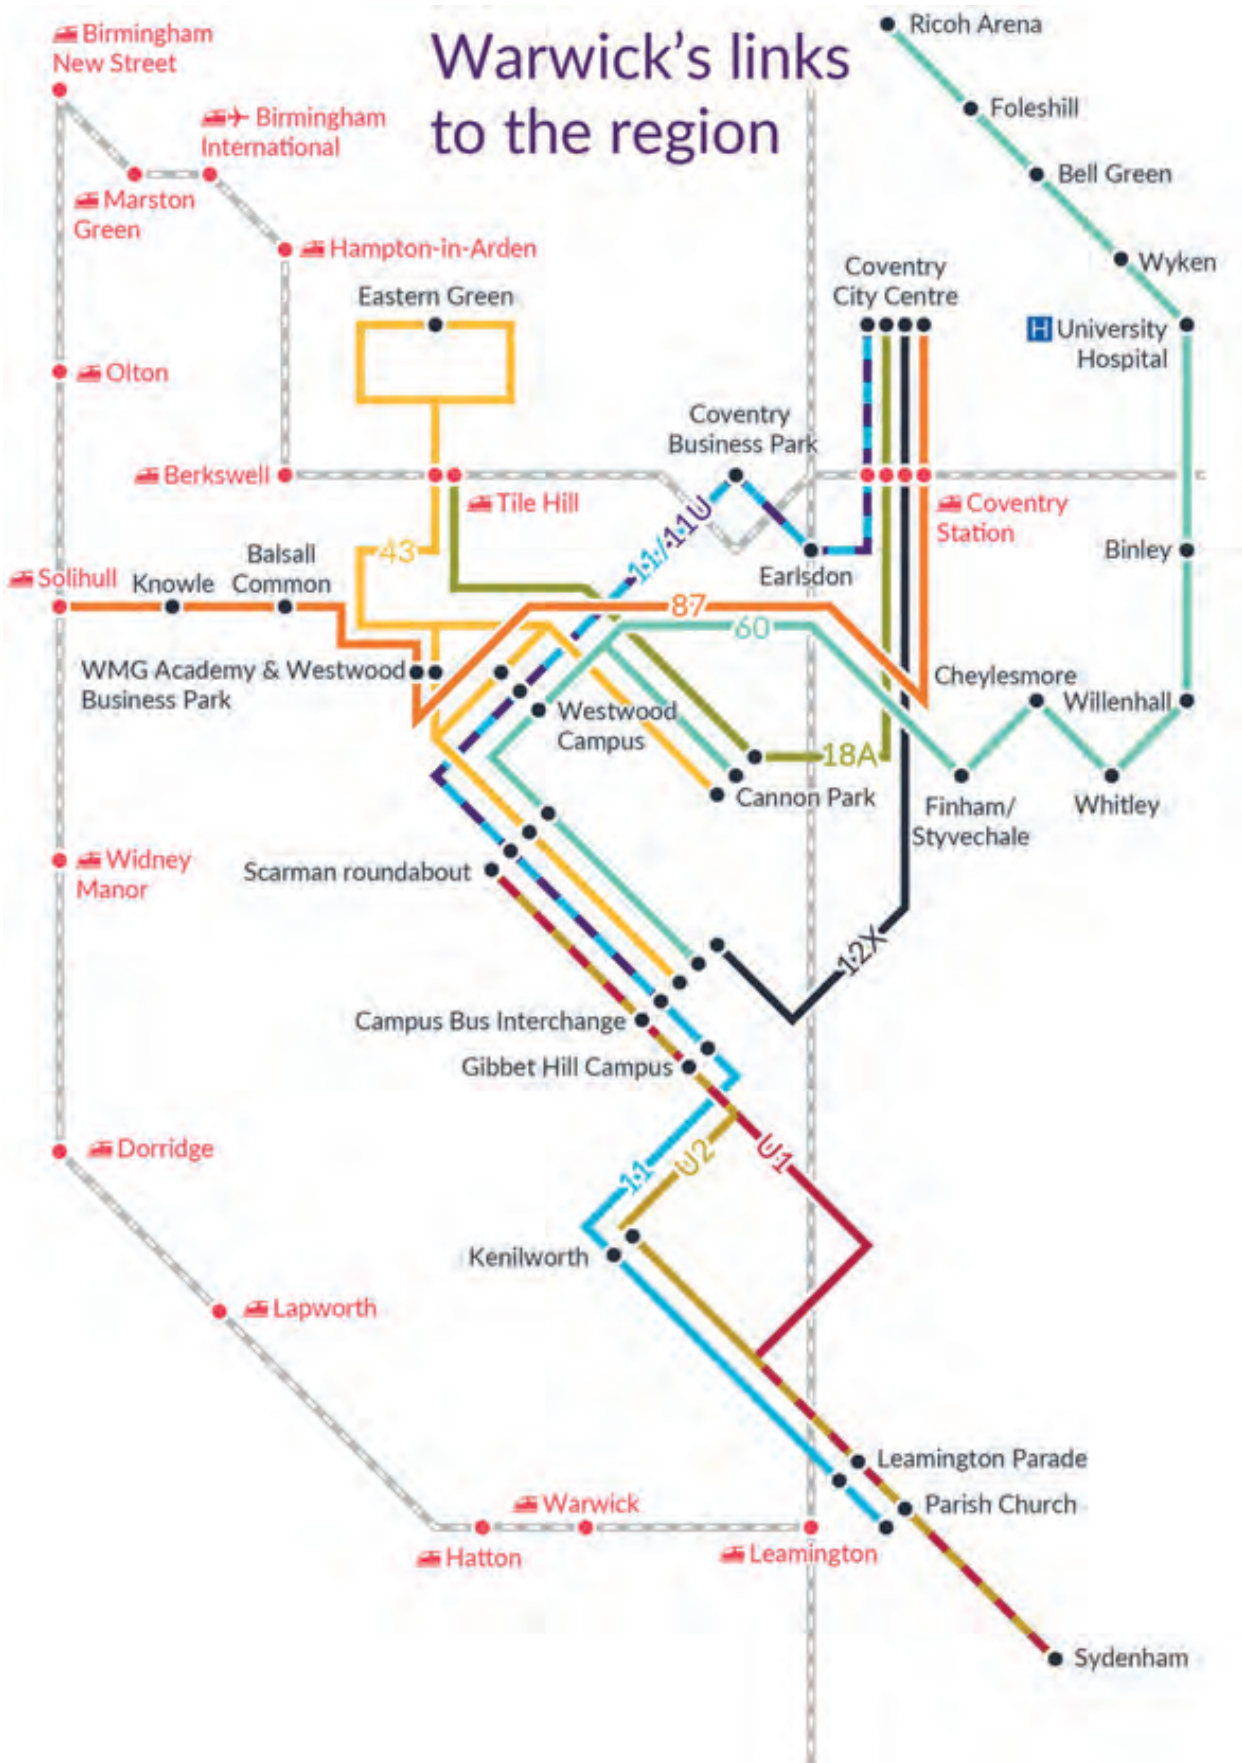 Warwick's links
to the region
Birmingham
New Street
Birmingham
International
Marston
Green
Hampton-in-Arden
Ricoh Arena
Foleshill
Bell Green
Wyken
H University
Hospital
Coventry
City Centre
Eastern Green
Olton
Coventry
Business Park
Berkswell
Tile Hill
Coventry
Station
11/11U
43
Balsall
Common
Solihull
Knowle
Earlsdon
Binley
87
60
WMG Academy & Westwood
Business Park
Cheylesmore
Willenhall
Westwood
Campus
18A
Cannon Park
Finham/
Styvechale
Whitley
Widney
Manor
Scarman roundabout
12X
Campus Bus Interchange
Gibbet Hill Campus
Dorridge
11
U2
U1
Kenilworth
Lapworth
Leamington Parade
Parish Church
Warwick
Hatton
Leamington
Sydenham